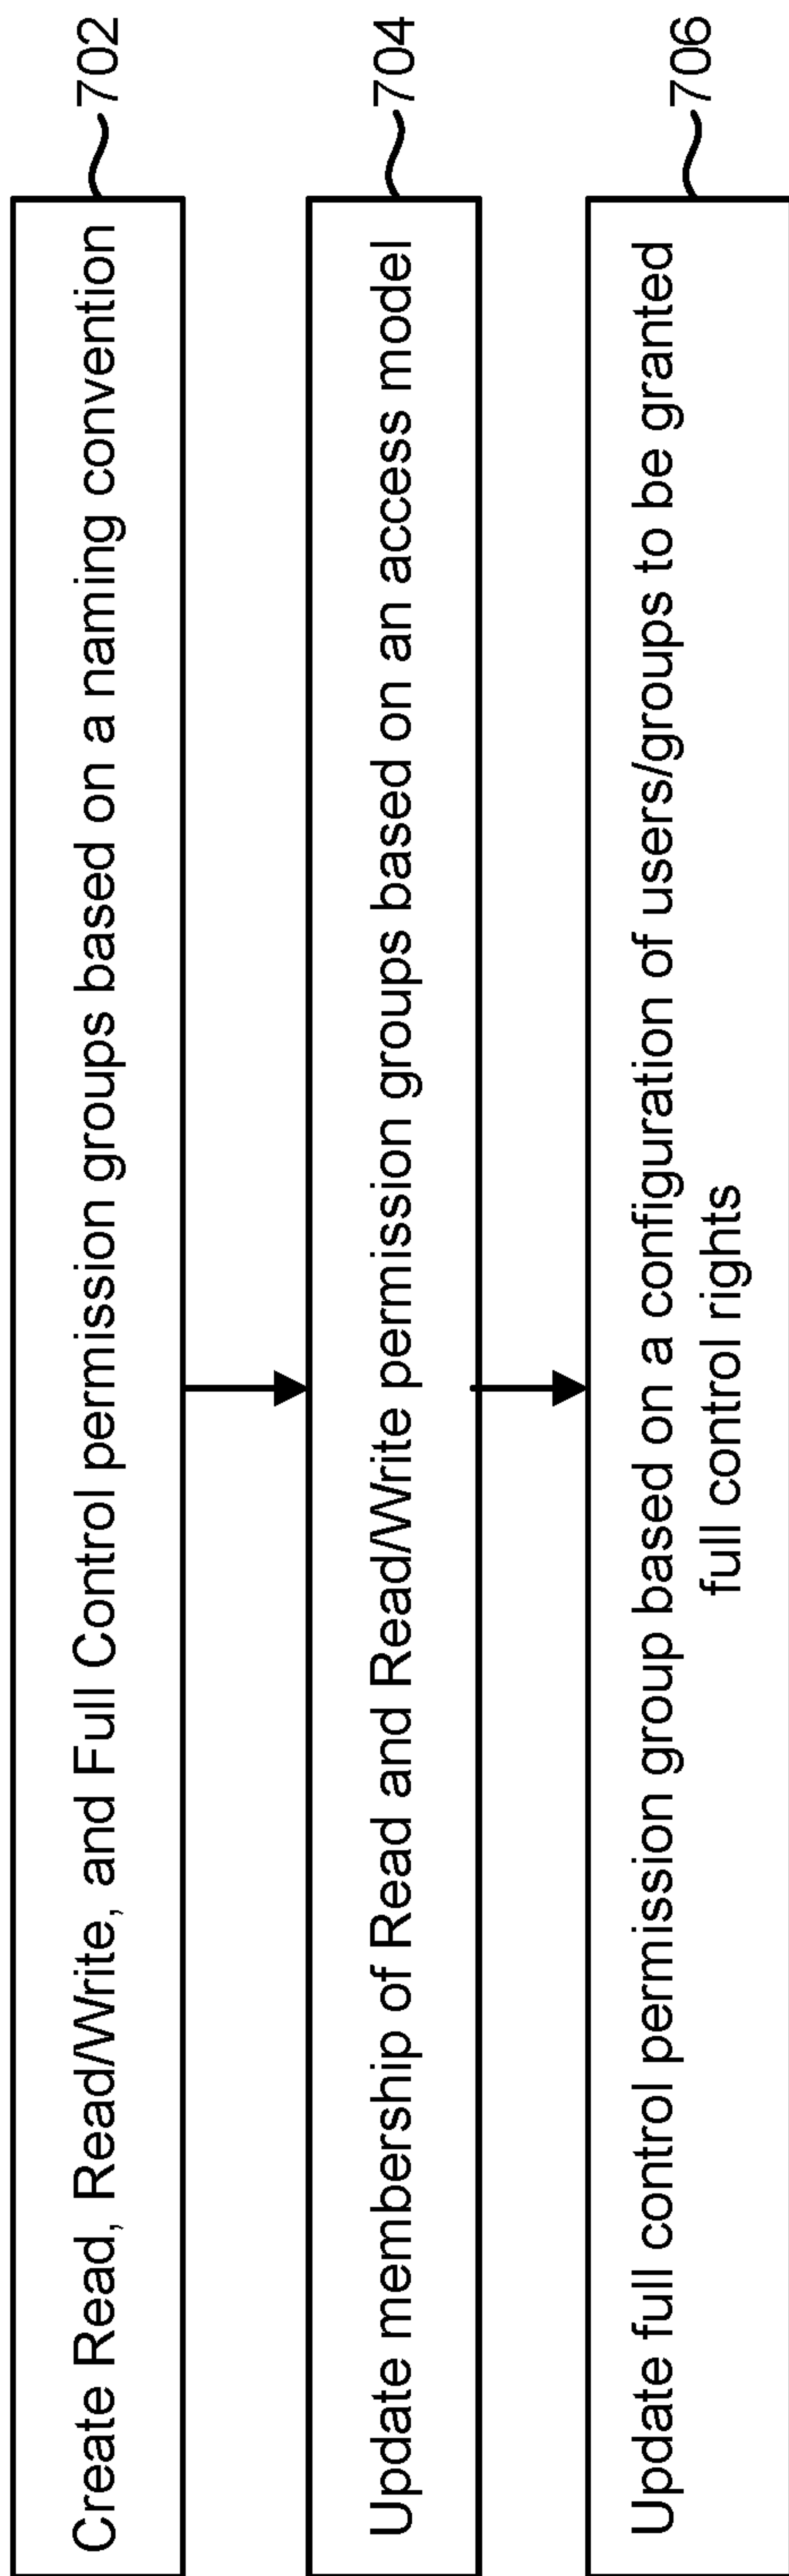 Create Read, Read/Write, and Full Control permission groups based on a naming convention
702
Update membership of Read and Read/Write permission groups based on an access model
704
Update full control permission group based on a configuration of users/groups to be granted
full control rights
706